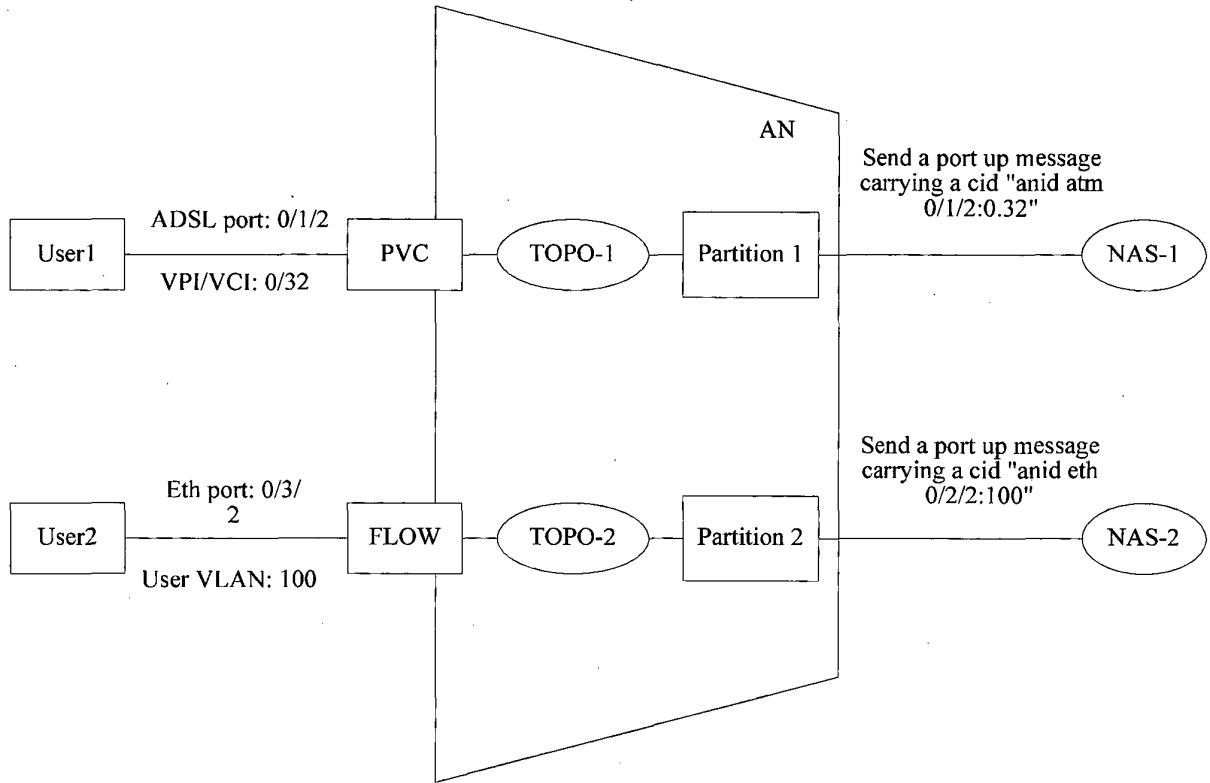 AN
Send a port up message
carrying a cid "anid atm
0/1/2:0.32"
ADSL port: 0/1/2
User1
PVC
TOPO-1
Partition 1
NAS-1
VPI/VCI: 0/32
Send a port up message
carrying a cid "anid eth
0/2/2:100"
Eth port: 0/3/
2
User2
FLOW
TOPO-2
Partition 2
NAS-2
User VLAN: 100